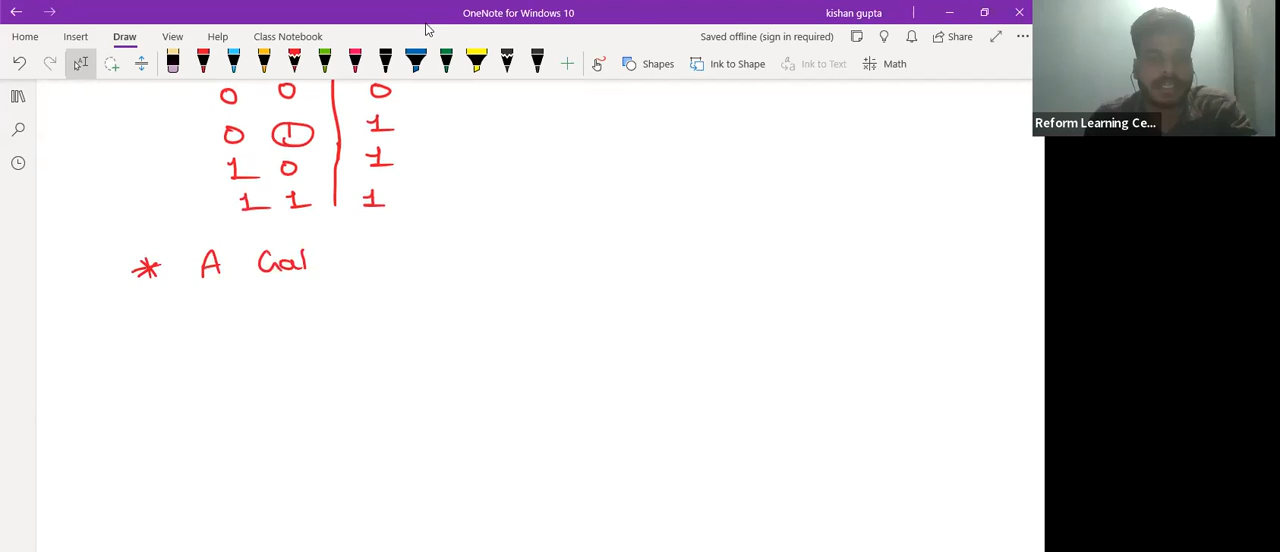 OneNote for Windows 10
kishan gupta
Home Insert Draw View Help Class Notebook
Saved offline (sign in required)
Share
Shapes
Ink to Shape
Ink to Text
Math
Reform Learning Ce...
0 0 0
0 1 1
1 0 1
1 1 1
* A Gat